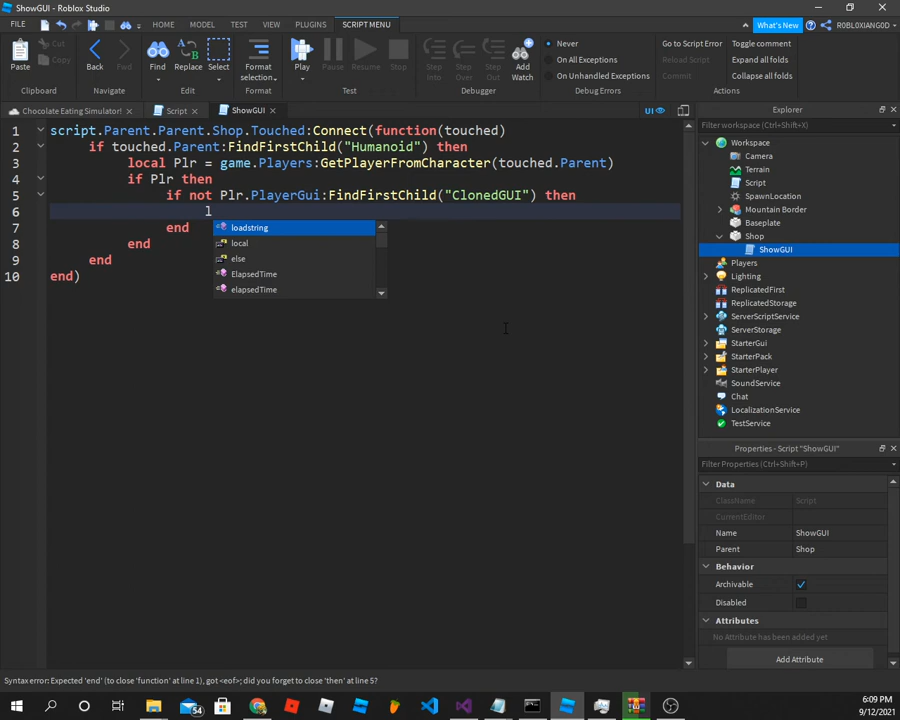 ShowGUI - Roblox Studio
FILE
HOME MODEL TEST VIEW PLUGINS SCRIPT MENU
What's New
R0BL0XIANG0D
Paste
Cut
Copy
Clipboard
Back
Fwd
Navigate
Find
Replace
Select
Edit
Format selection
Format
Play
Pause
Resume
Stop
Test
Step Into
Step Over
Step Out
Add Watch
Debugger
Never
On All Exceptions
On Unhandled Exceptions
Debug Errors
Go to Script Error
Reload Script
Commit
Toggle comment
Expand all folds
Collapse all folds
Actions
Chocolate Eating Simulator!
Script
ShowGUI
UI
1 script.Parent.Parent.Shop.Touched:Connect(function(touched)
2 if touched.Parent:FindFirstChild("Humanoid") then
3 local Plr = game.Players:GetPlayerFromCharacter(touched.Parent)
4 if Plr then
5 if not Plr.PlayerGui:FindFirstChild("ClonedGUI") then
6 l
7 end
8 end
9 end
10 end)
loadstring
local
else
ElapsedTime
elapsedTime
Explorer
Filter workspace (Ctrl+Shift+X)
Workspace
Camera
Terrain
Script
SpawnLocation
Mountain Border
Baseplate
Shop
ShowGUI
Players
Lighting
ReplicatedFirst
ReplicatedStorage
ServerScriptService
ServerStorage
StarterGui
StarterPack
StarterPlayer
SoundService
Chat
LocalizationService
TestService
Properties - Script "ShowGUI"
Filter Properties (Ctrl+Shift+P)
Data
ClassName Script
CurrentEditor
Name ShowGUI
Parent Shop
Behavior
Archivable
Disabled
Attributes
No Attribute has been added yet
Add Attribute
Syntax error: Expected 'end' (to close 'function' at line 1), got <eof>; did you forget to close 'then' at line 5?
54
6:09 PM
9/12/2021